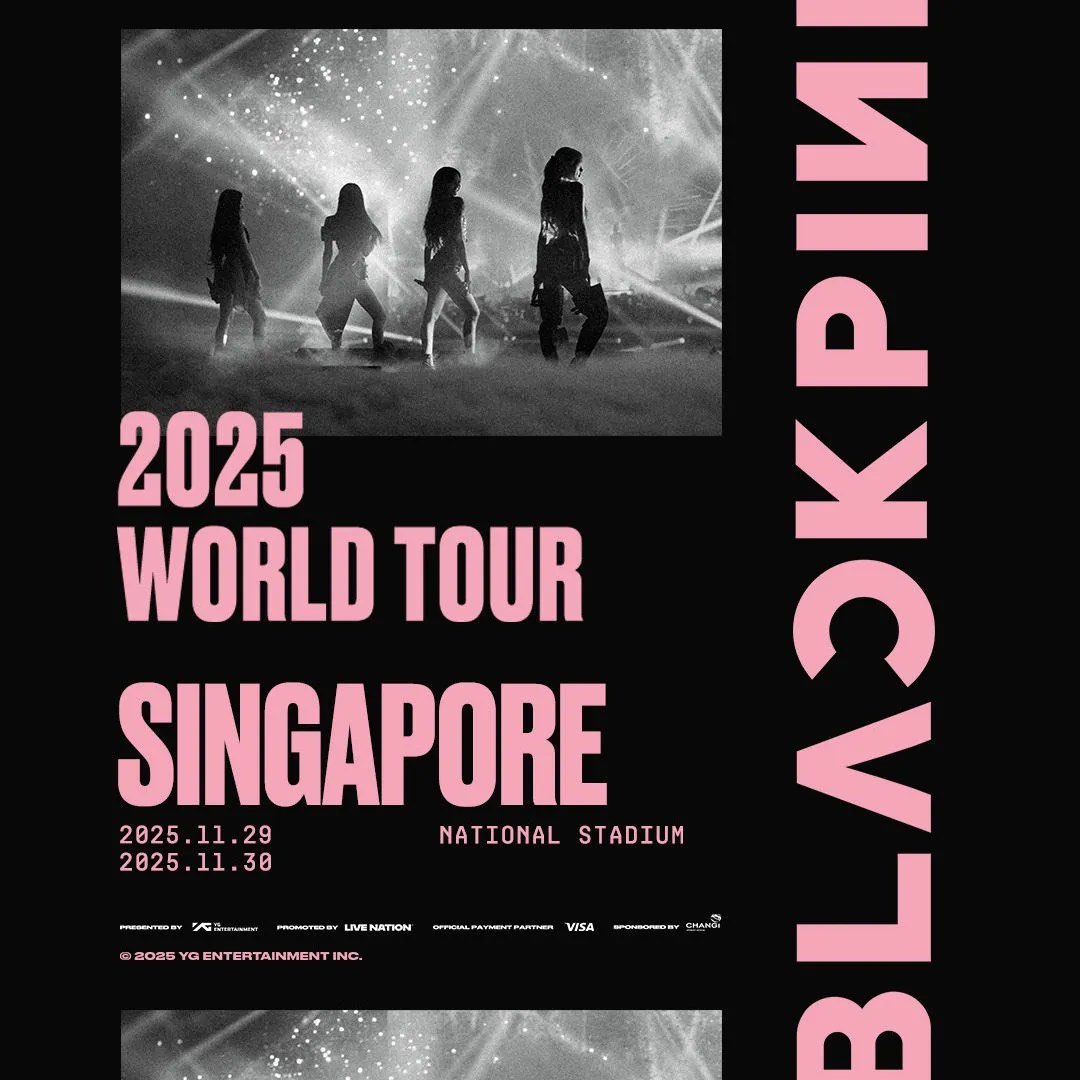 2025
WORLD TOUR
SINGAPORE
2025.11.29
2025.11.30
NATIONAL STADIUM
PRESENTED BY YG ENTERTAINMENT PROMOTED BY LIVE NATION OFFICIAL PAYMENT PARTNER VISA SPONSORED BY CHANGI
© 2025 YG ENTERTAINMENT INC.
BLΛƆKPIN